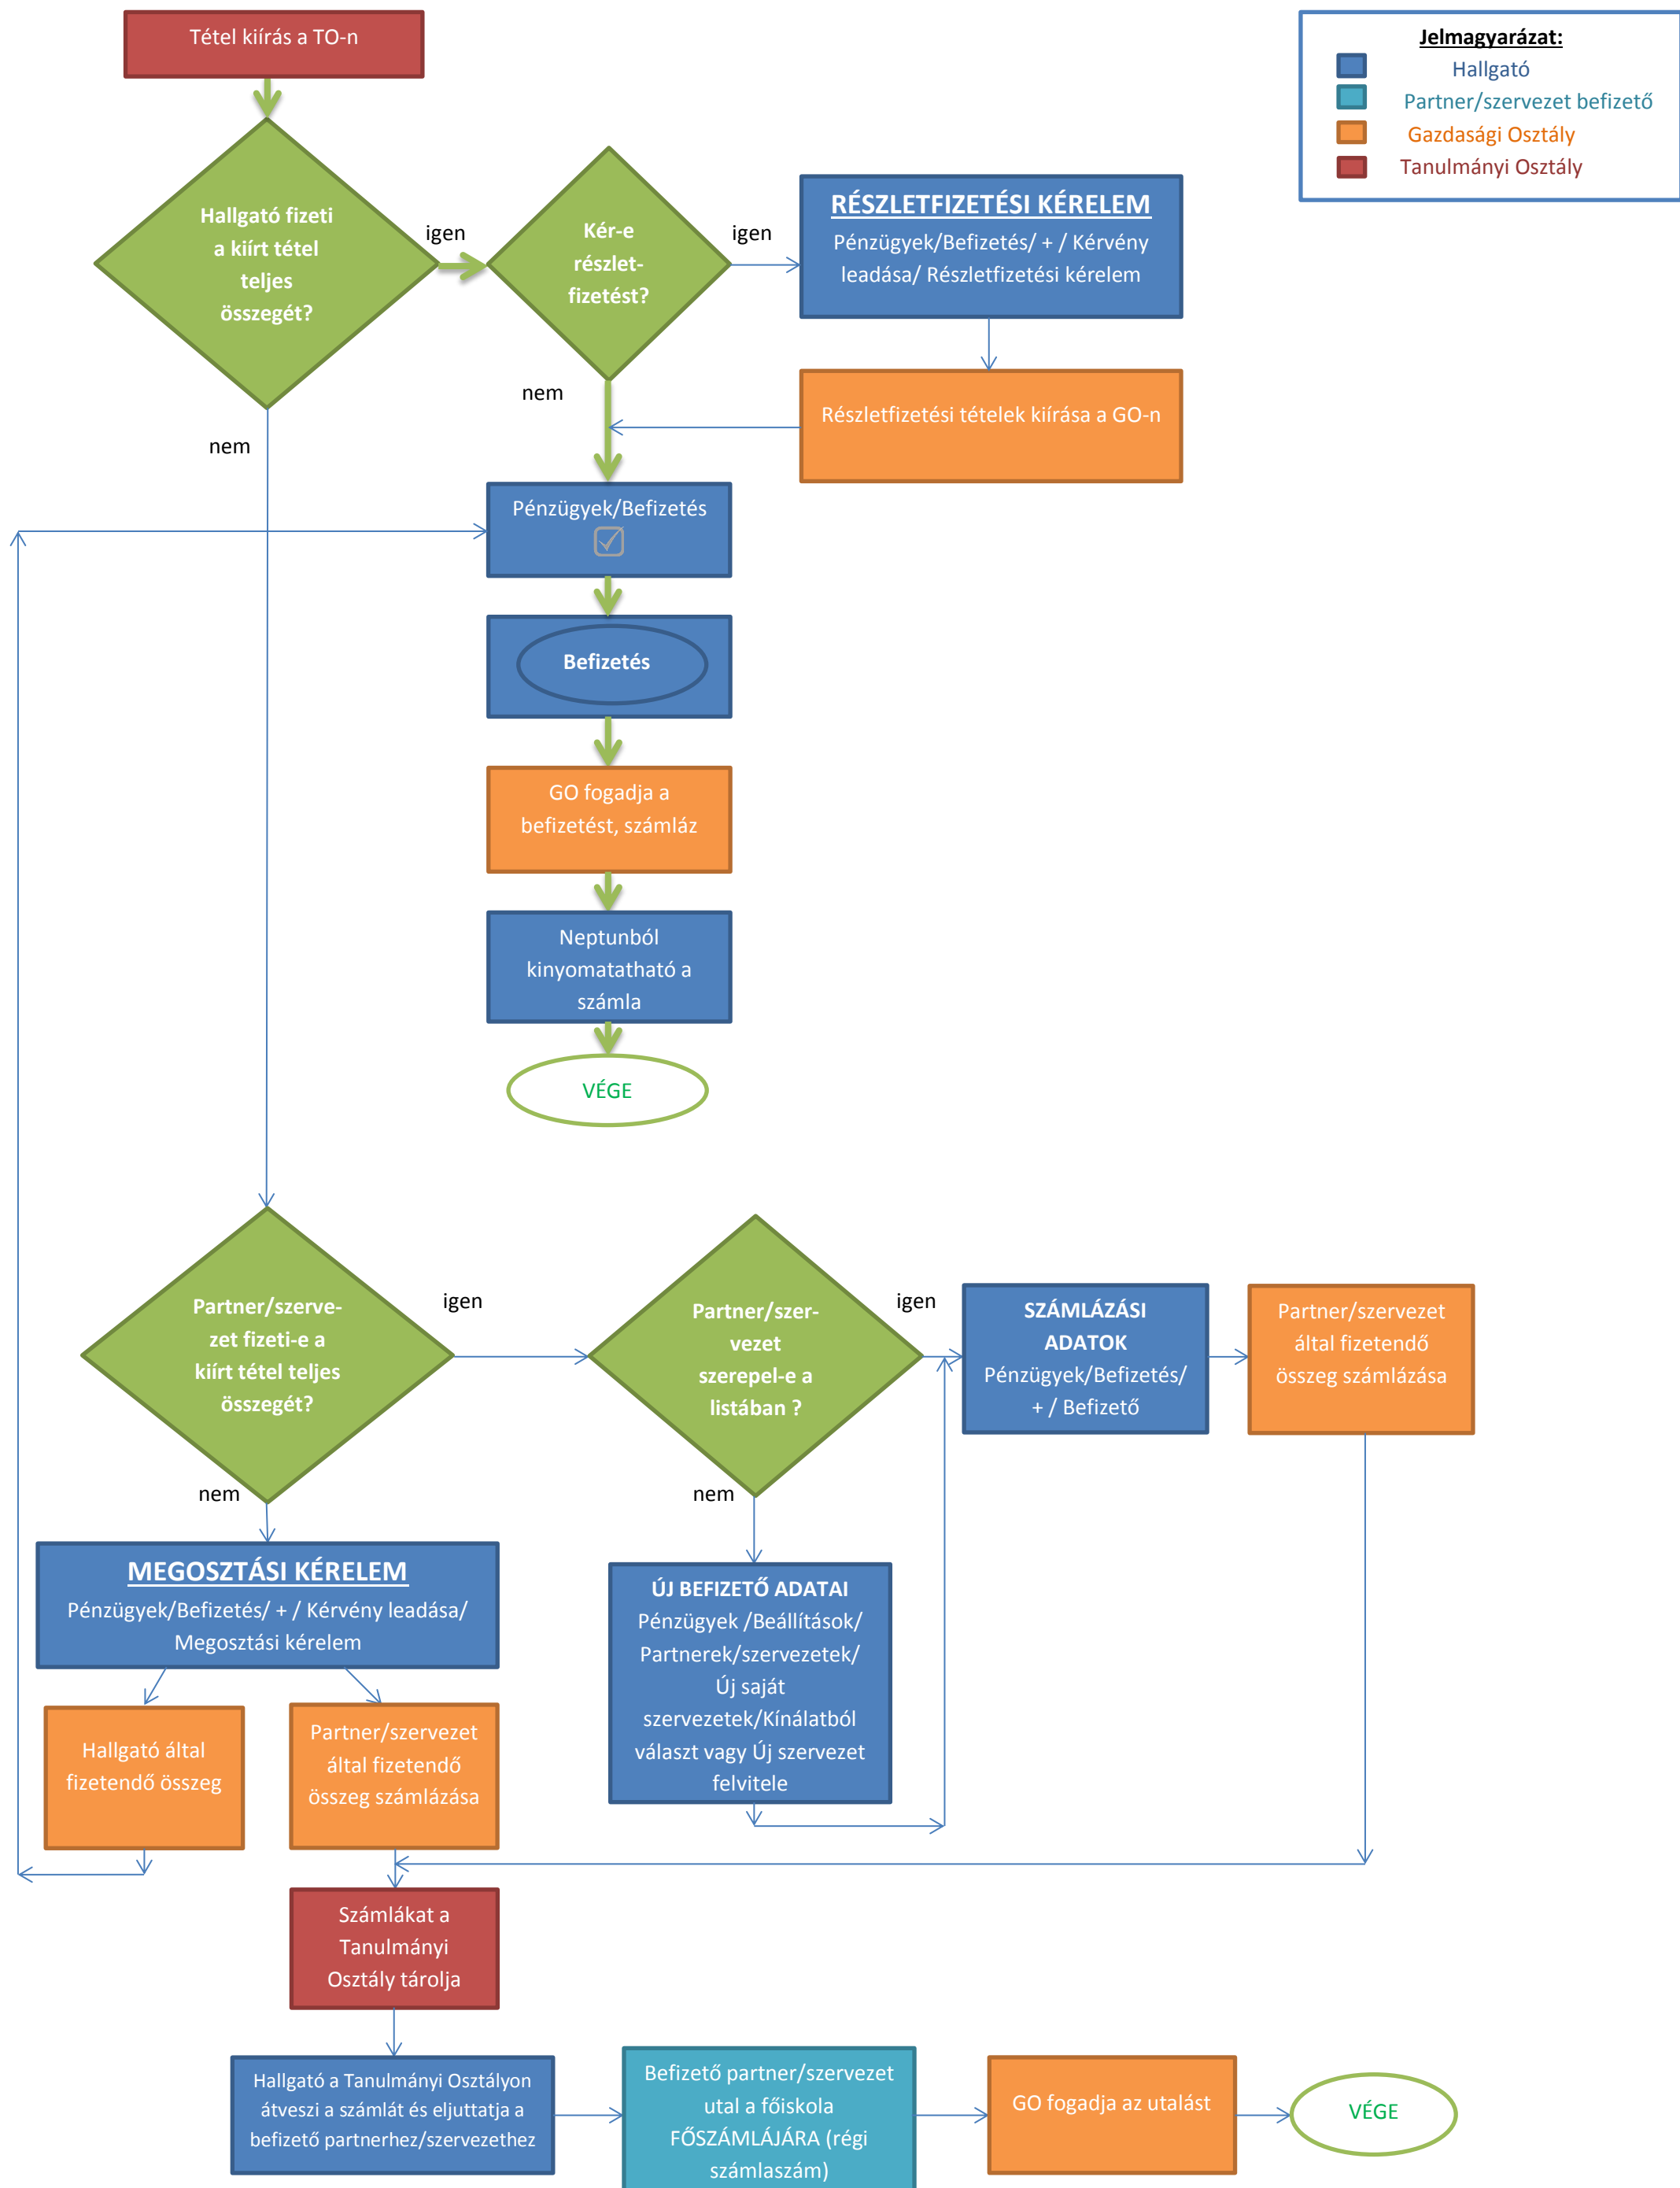 Tétel kiírás a TO-n
Jelmagyarázat:
Hallgató
Partner/szervezet befizető
Gazdasági Osztály
Tanulmányi Osztály
Hallgató fizeti
a kiírt tétel
teljes
összegét?
igen
nem
Kér-e
részlet-
fizetést?
igen
nem
RÉSZLETFIZETÉSI KÉRELEM
Pénzügyek/Befizetés/ + / Kérvény
leadása/ Részletfizetési kérelem
Részletfizetési tételek kiírása a GO-n
Pénzügyek/Befizetés
Befizetés
GO fogadja a
befizetést, számláz
Neptunból
kinyomatatható a
számla
VÉGE
Partner/szerve-
zet fizeti-e a
kiírt tétel teljes
összegét?
igen
nem
Partner/szer-
vezet
szerepel-e a
listában ?
igen
nem
SZÁMLÁZÁSI
ADATOK
Pénzügyek/Befizetés/
+ / Befizető
Partner/szervezet
által fizetendő
összeg számlázása
MEGOSZTÁSI KÉRELEM
Pénzügyek/Befizetés/ + / Kérvény leadása/
Megosztási kérelem
ÚJ BEFIZETŐ ADATAI
Pénzügyek /Beállítások/
Partnerek/szervezetek/
Új saját
szervezetek/Kínálatból
választ vagy Új szervezet
felvitele
Hallgató által
fizetendő összeg
Partner/szervezet
által fizetendő
összeg számlázása
Számlákat a
Tanulmányi
Osztály tárolja
Hallgató a Tanulmányi Osztályon
átveszi a számlát és eljuttatja a
befizető partnerhez/szervezethez
Befizető partner/szervezet
utal a főiskola
FŐSZÁMLÁJÁRA (régi
számlaszám)
GO fogadja az utalást
VÉGE